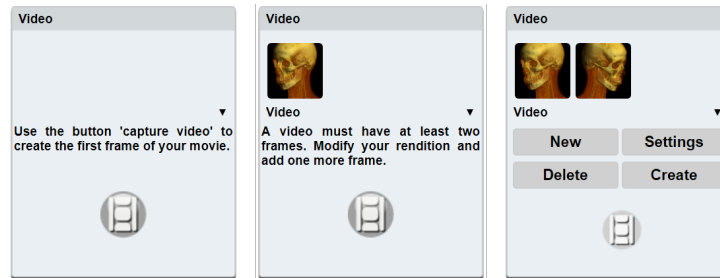 Video
▼
Use the button 'capture video' to
create the first frame of your movie.
Video
Video ▼
A video must have at least two
frames. Modify your rendition and
add one more frame.
Video
Video ▼
New Settings
Delete Create